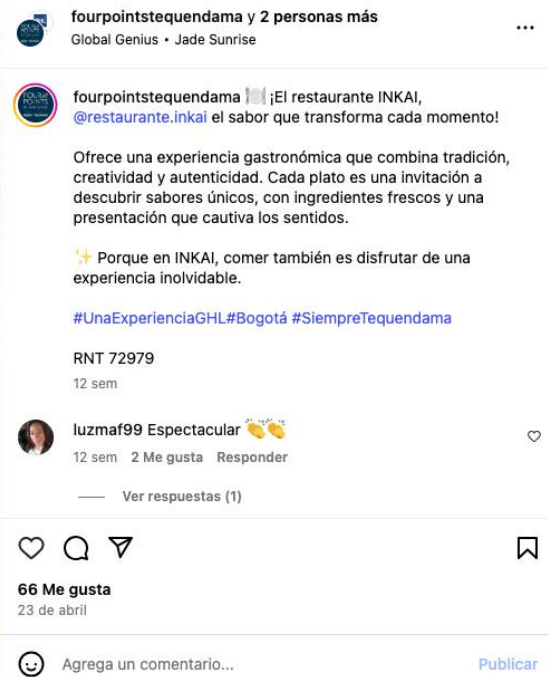 fourpointstequendama y 2 personas más
Global Genius • Jade Sunrise
fourpointstequendama 🍽️ ¡El restaurante INKAI,
@restaurante.inkai el sabor que transforma cada momento!
Ofrece una experiencia gastronómica que combina tradición,
creatividad y autenticidad. Cada plato es una invitación a
descubrir sabores únicos, con ingredientes frescos y una
presentación que cautiva los sentidos.
✨ Porque en INKAI, comer también es disfrutar de una
experiencia inolvidable.
#UnaExperienciaGHL#Bogotá #SiempreTequendama
RNT 72979
12 sem
luzmaf99 Espectacular 👏👏
12 sem 2 Me gusta Responder
Ver respuestas (1)
66 Me gusta
23 de abril
Agrega un comentario... Publicar